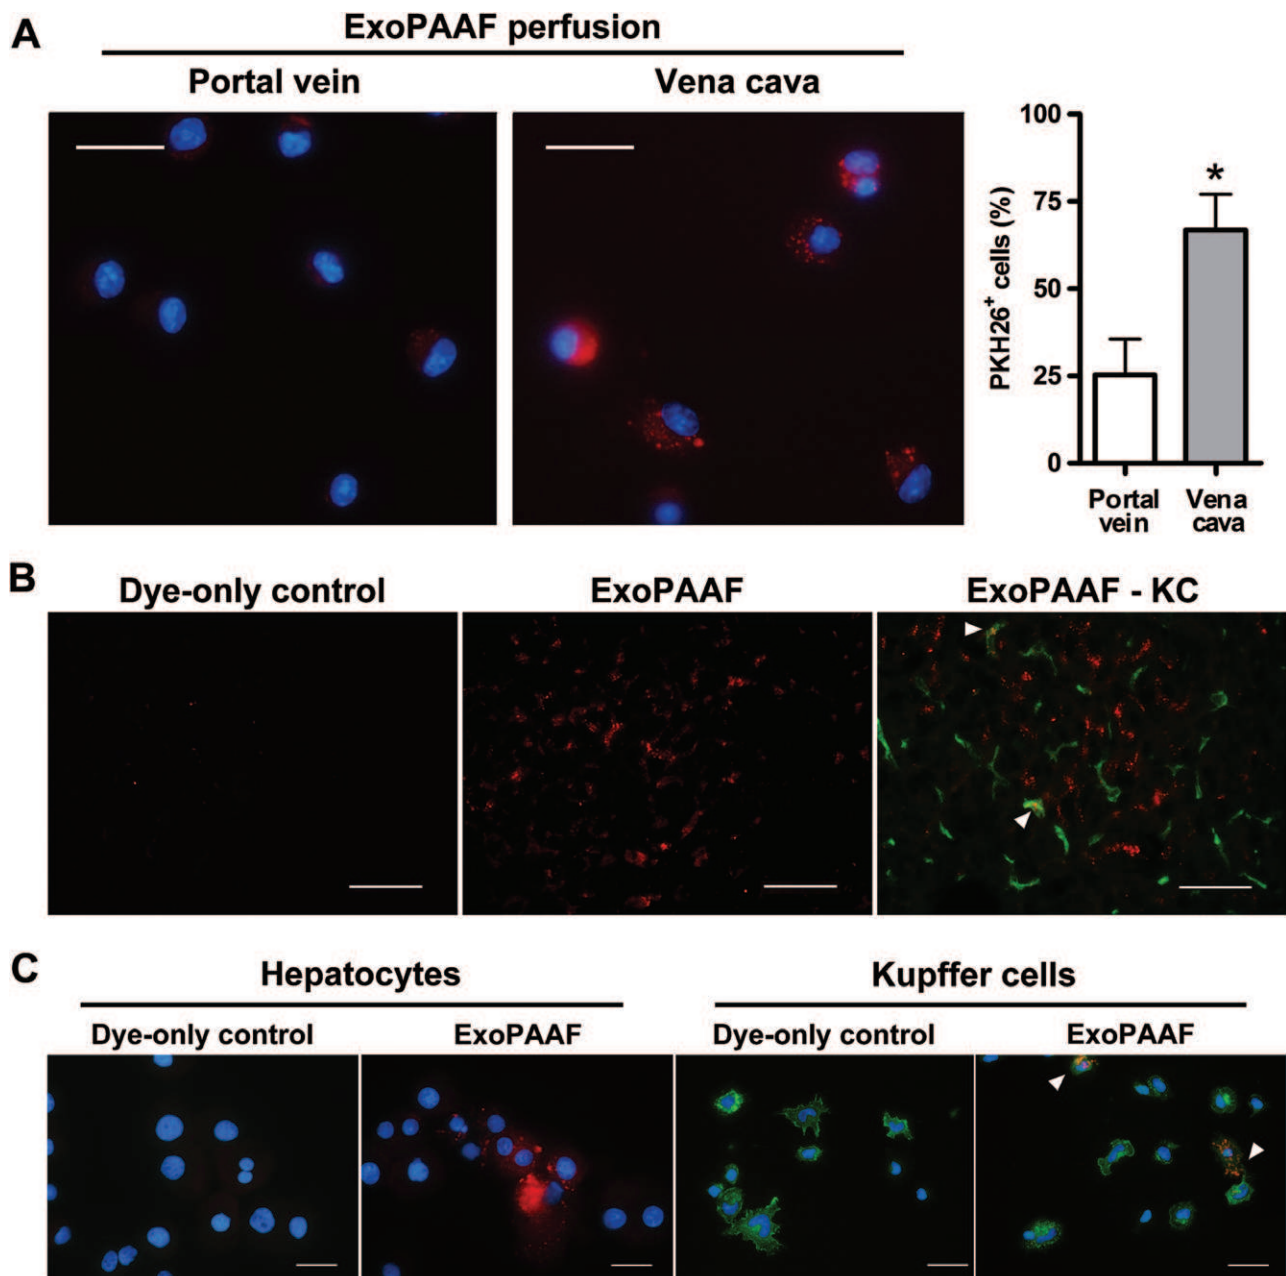 A
ExoPAAF perfusion
Portal vein
Vena cava
100
75
50
25
0
PKH26+ cells (%)
*
Portal
vein
Vena
cava
B
Dye-only control
ExoPAAF
ExoPAAF - KC
C
Hepatocytes
Kupffer cells
Dye-only control
ExoPAAF
Dye-only control
ExoPAAF